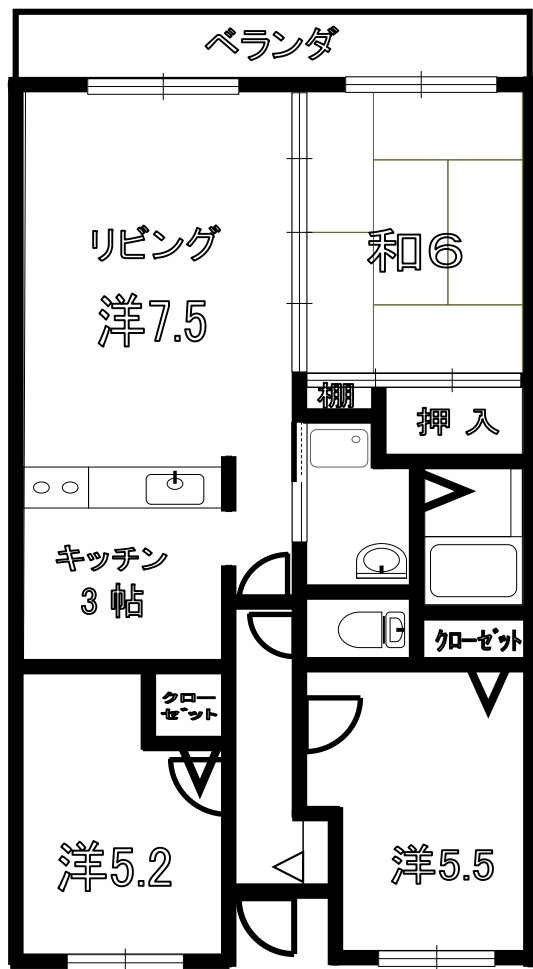 ベランダ
リビング
洋7.5
和6
棚
押入
キッチン
3帖
クローゼット
クロー
ゼット
洋5.2
洋5.5